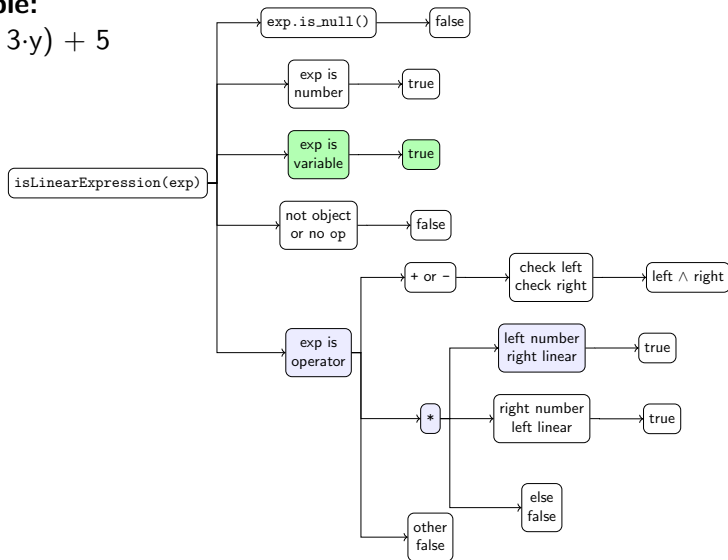 ble:
3·y) + 5
exp.is_null()
false
exp is
number
true
exp is
variable
true
isLinearExpression(exp)
not object
or no op
false
+ or -
check left
check right
left ∧ right
exp is
operator
left number
right linear
true
*
right number
left linear
true
else
false
other
false